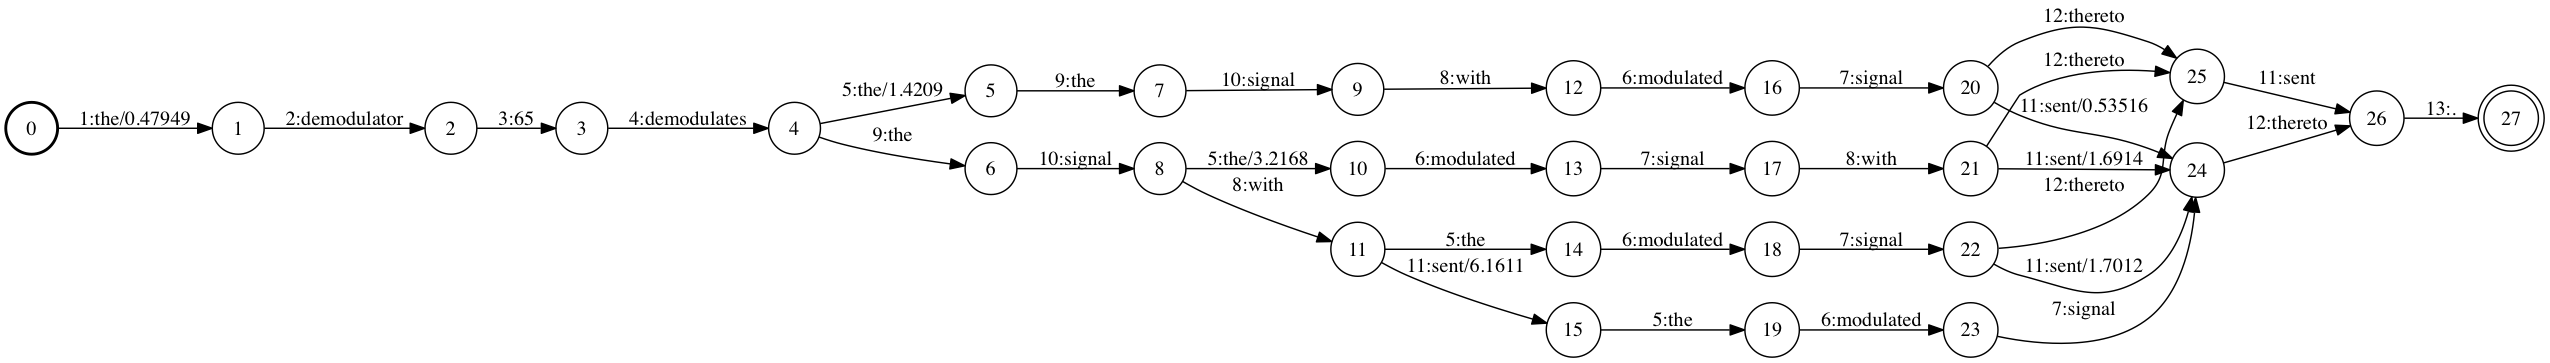 12:thereto
12:thereto
5:the/1.4209 9:the 10:signal 8:with 6:modulated 7:signal 11:sent
5 7 9 12 16 20 25
11:sent/0.53516
1:the/0.47949 2:demodulator 3:65 4:demodulates 13:.
0 1 2 3 4 26 27
9:the 12:thereto
10:signal 5:the/3.2168 6:modulated 7:signal 8:with 11:sent/1.6914
6 8 10 13 17 21 24
8:with 12:thereto
5:the 6:modulated 7:signal
11 14 18 22
11:sent/6.1611 11:sent/1.7012
7:signal
5:the 6:modulated
15 19 23